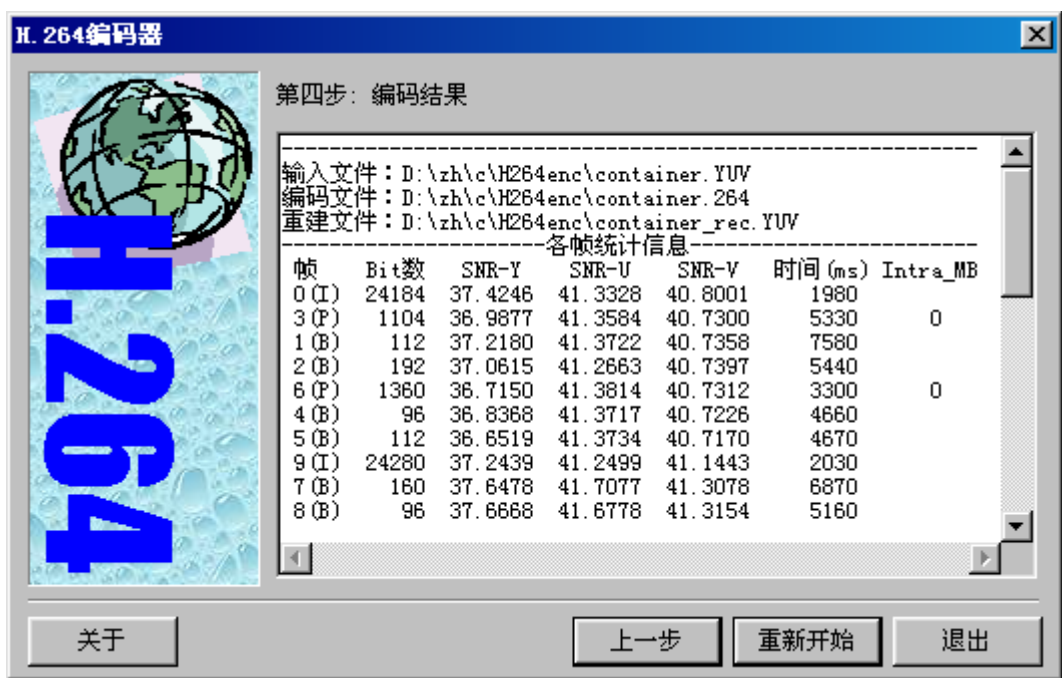 H.264编码器
H.264
第四步：编码结果
----------------------------------------------------------------------
输入文件：D:\zh\c\H264enc\container.YUV
编码文件：D:\zh\c\H264enc\container.264
重建文件：D:\zh\c\H264enc\container_rec.YUV
--------------------------各帧统计信息--------------------------
帧 Bit数 SNR-Y SNR-U SNR-V 时间(ms) Intra_MB
0(I) 24184 37.4246 41.3328 40.8001 1980
3(P) 1104 36.9877 41.3584 40.7300 5330 0
1(B) 112 37.2180 41.3722 40.7358 7580
2(B) 192 37.0615 41.2663 40.7397 5440
6(P) 1360 36.7150 41.3814 40.7312 3300 0
4(B) 96 36.8368 41.3717 40.7226 4660
5(B) 112 36.6519 41.3734 40.7170 4670
9(I) 24280 37.2439 41.2499 41.1443 2030
7(B) 160 37.6478 41.7077 41.3078 6870
8(B) 96 37.6668 41.6778 41.3154 5160
关于 上一步 重新开始 退出